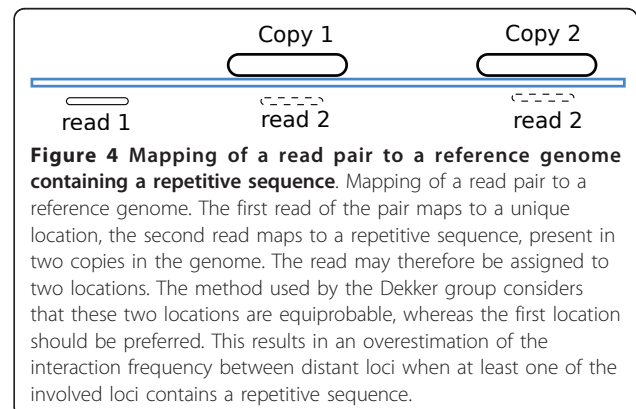 Copy 1 Copy 2
read 1 read 2 read 2
Figure 4 Mapping of a read pair to a reference genome
containing a repetitive sequence. Mapping of a read pair to a
reference genome. The first read of the pair maps to a unique
location, the second read maps to a repetitive sequence, present in
two copies in the genome. The read may therefore be assigned to
two locations. The method used by the Dekker group considers
that these two locations are equiprobable, whereas the first location
should be preferred. This results in an overestimation of the
interaction frequency between distant loci when at least one of the
involved loci contains a repetitive sequence.